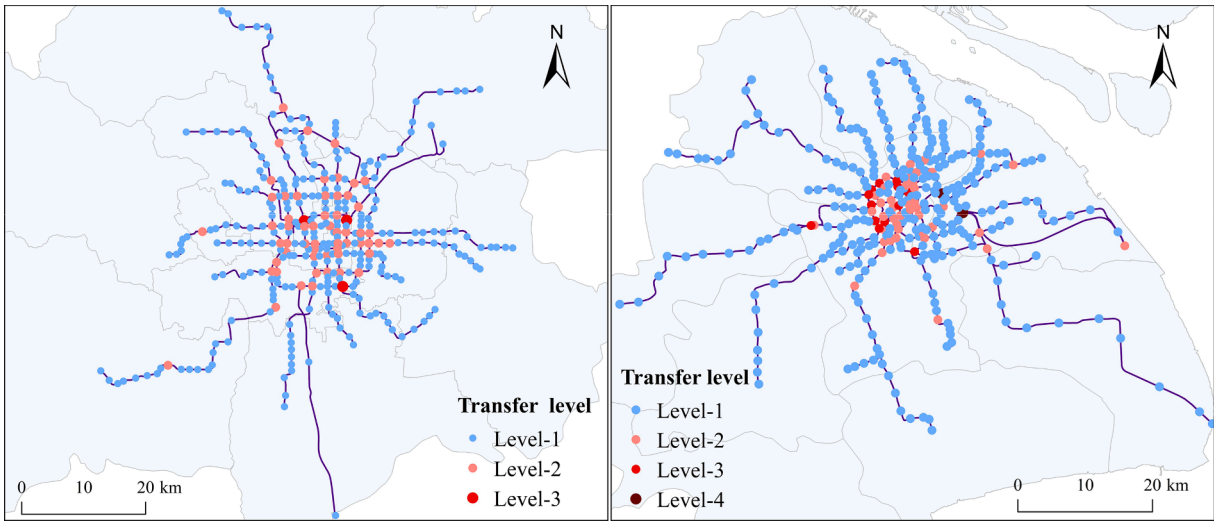 N
Transfer level
Level-1
Level-2
Level-3
0 10 20 km
N
Transfer level
Level-1
Level-2
Level-3
Level-4
0 10 20 km